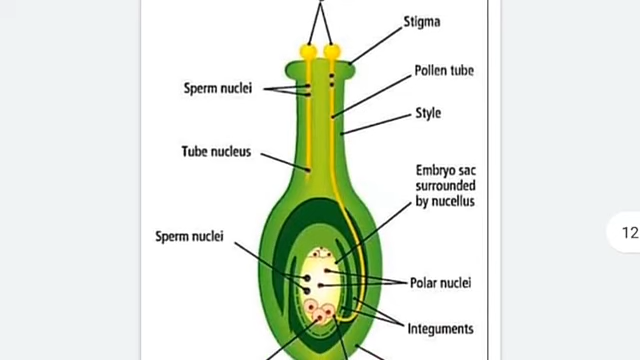 Stigma
Pollen tube
Sperm nuclei
Style
Tube nucleus
Embryo sac
surrounded
by nucellus
Sperm nuclei
Polar nuclei
Integuments
12